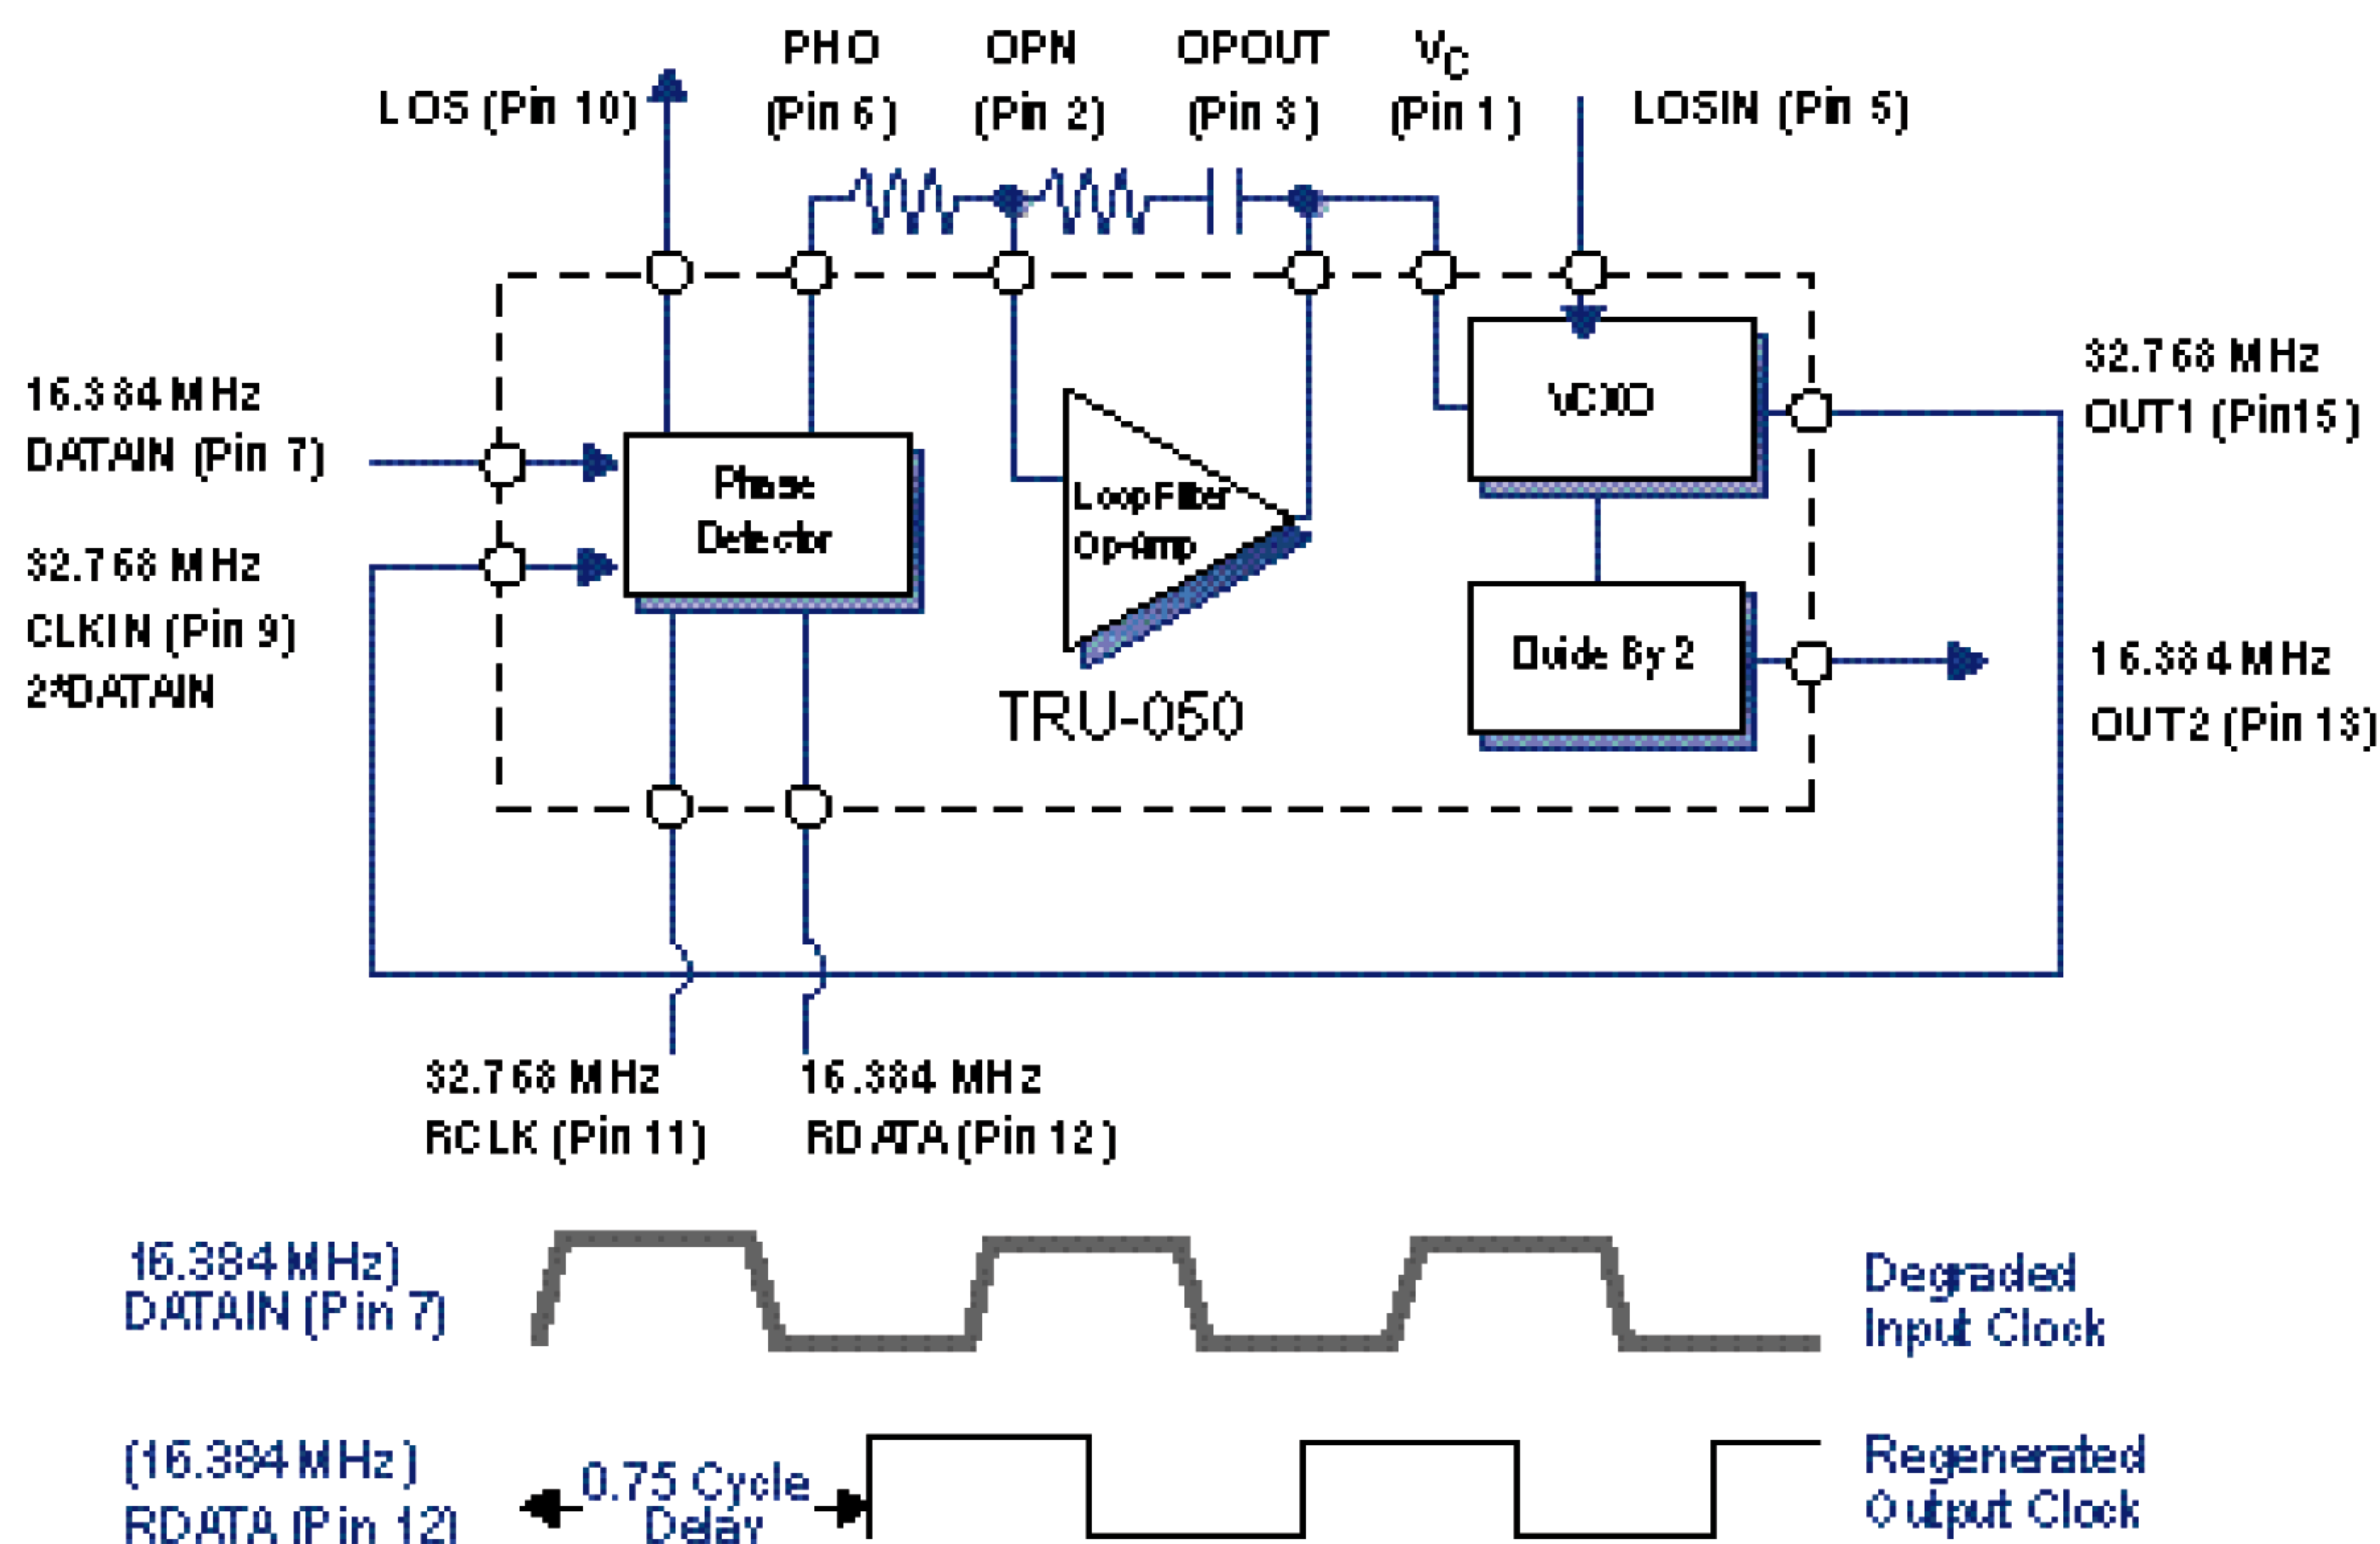 PHO
(Pin 6)
OPN
(Pin 2)
OPOUT
(Pin 3)
VC
(Pin 1)
LOS (Pin 10)
LOSIN (Pin 5)
16.384 MHz
DATAIN (Pin 7)
32.768 MHz
CLKIN (Pin 9)
2*DATAIN
Phase
Detector
Loop Filter
Op-Amp
VCXO
Divide By 2
TRU-050
32.768 MHz
OUT1 (Pin15)
16.384 MHz
OUT2 (Pin 13)
32.768 MHz
RCLK (Pin 11)
16.384 MHz
RDATA (Pin 12)
16.384 MHz)
DATAIN (Pin 7)
Degraded
Input Clock
(16.384 MHz)
RDATA (Pin 12)
0.75 Cycle
Delay
Regenerated
Output Clock